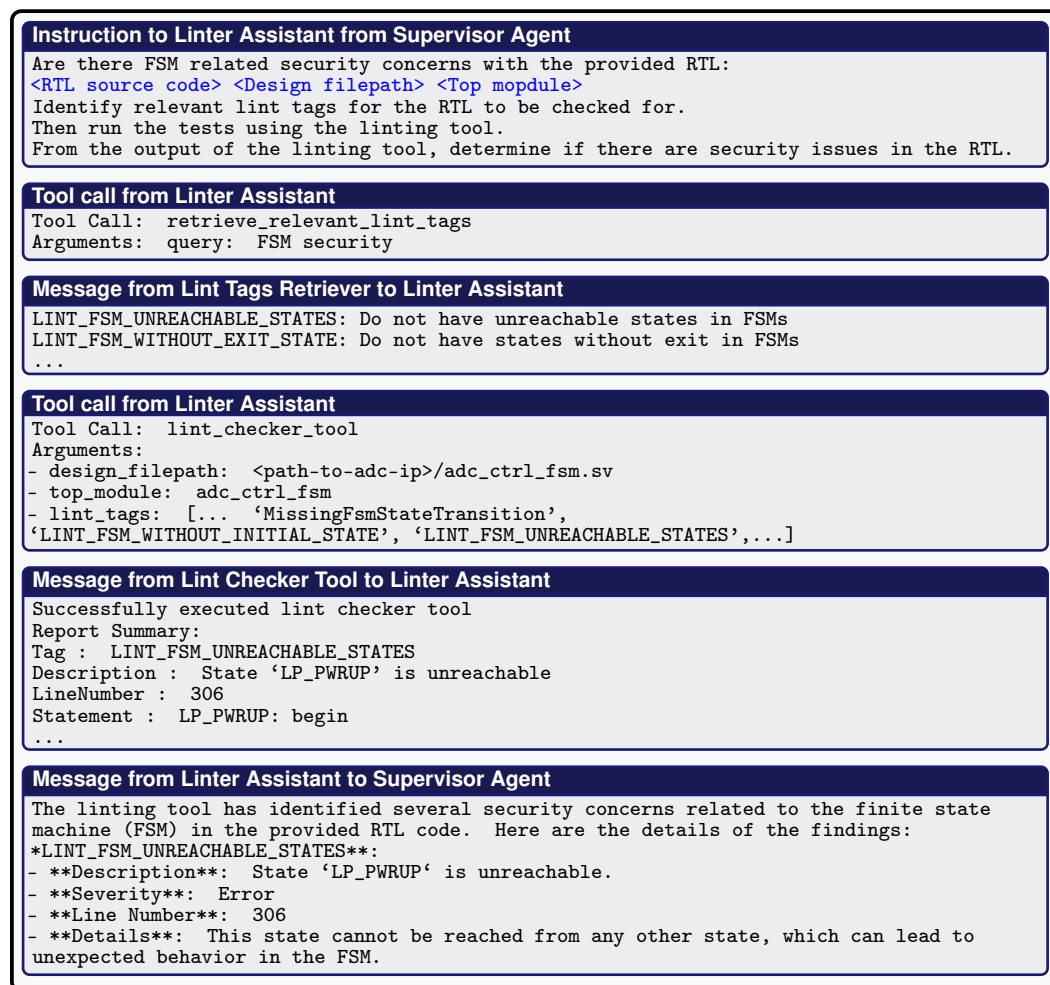 Instruction to Linter Assistant from Supervisor Agent
Are there FSM related security concerns with the provided RTL:
<RTL source code> <Design filepath> <Top mopdule>
Identify relevant lint tags for the RTL to be checked for.
Then run the tests using the linting tool.
From the output of the linting tool, determine if there are security issues in the RTL.
Tool call from Linter Assistant
Tool Call: retrieve_relevant_lint_tags
Arguments: query: FSM security
Message from Lint Tags Retriever to Linter Assistant
LINT_FSM_UNREACHABLE_STATES: Do not have unreachable states in FSMs
LINT_FSM_WITHOUT_EXIT_STATE: Do not have states without exit in FSMs
...
Tool call from Linter Assistant
Tool Call: lint_checker_tool
Arguments:
- design_filepath: <path-to-adc-ip>/adc_ctrl_fsm.sv
- top_module: adc_ctrl_fsm
- lint_tags: [... ‘MissingFsmStateTransition’,
‘LINT_FSM_WITHOUT_INITIAL_STATE’, ‘LINT_FSM_UNREACHABLE_STATES’,...]
Message from Lint Checker Tool to Linter Assistant
Successfully executed lint checker tool
Report Summary:
Tag : LINT_FSM_UNREACHABLE_STATES
Description : State ‘LP_PWRUP’ is unreachable
LineNumber : 306
Statement : LP_PWRUP: begin
...
Message from Linter Assistant to Supervisor Agent
The linting tool has identified several security concerns related to the finite state
machine (FSM) in the provided RTL code. Here are the details of the findings:
*LINT_FSM_UNREACHABLE_STATES**:
- **Description**: State ‘LP_PWRUP‘ is unreachable.
- **Severity**: Error
- **Line Number**: 306
- **Details**: This state cannot be reached from any other state, which can lead to
unexpected behavior in the FSM.